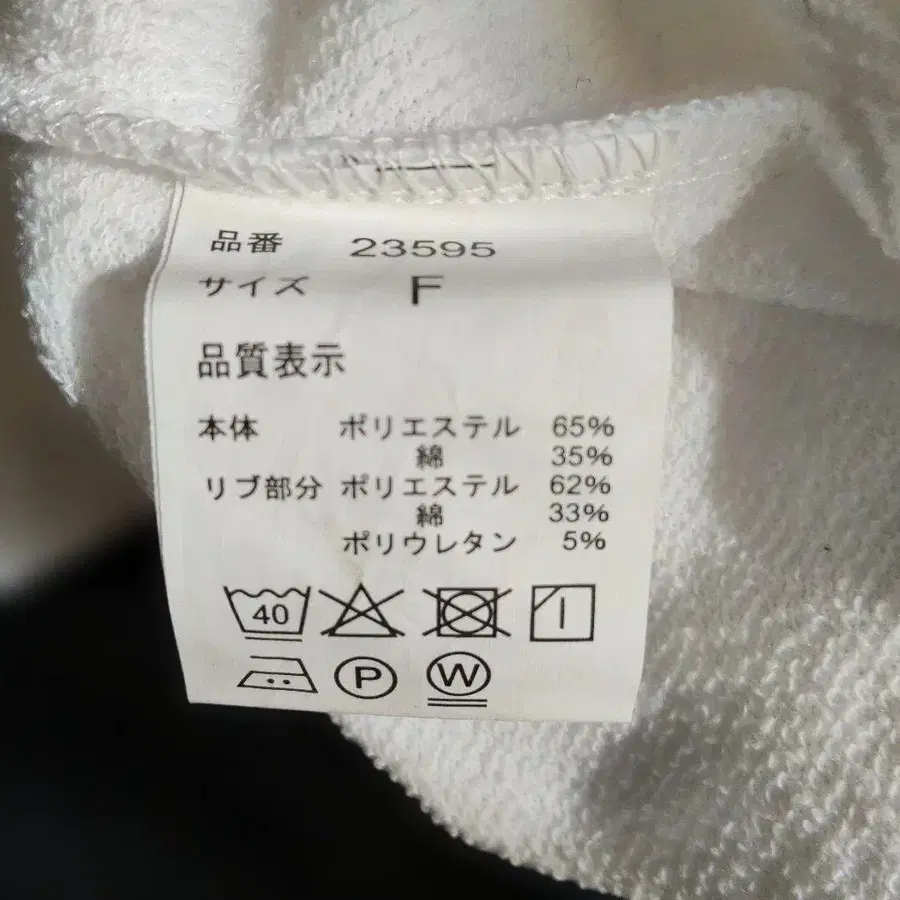 品番 23595
サイズ F
品質表示
本体 ポリエステル 65%
綿 35%
リブ部分 ポリエステル 62%
綿 33%
ポリウレタン 5%
40
P W